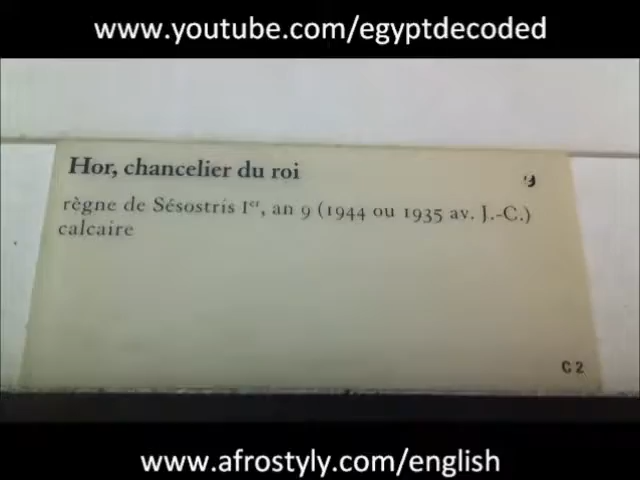 www.youtube.com/egyptdecoded
Hor, chancelier du roi
9
règne de Sésostris Iᵉʳ, an 9 (1944 ou 1935 av. J.-C.)
calcaire
C 2
www.afrostyly.com/english